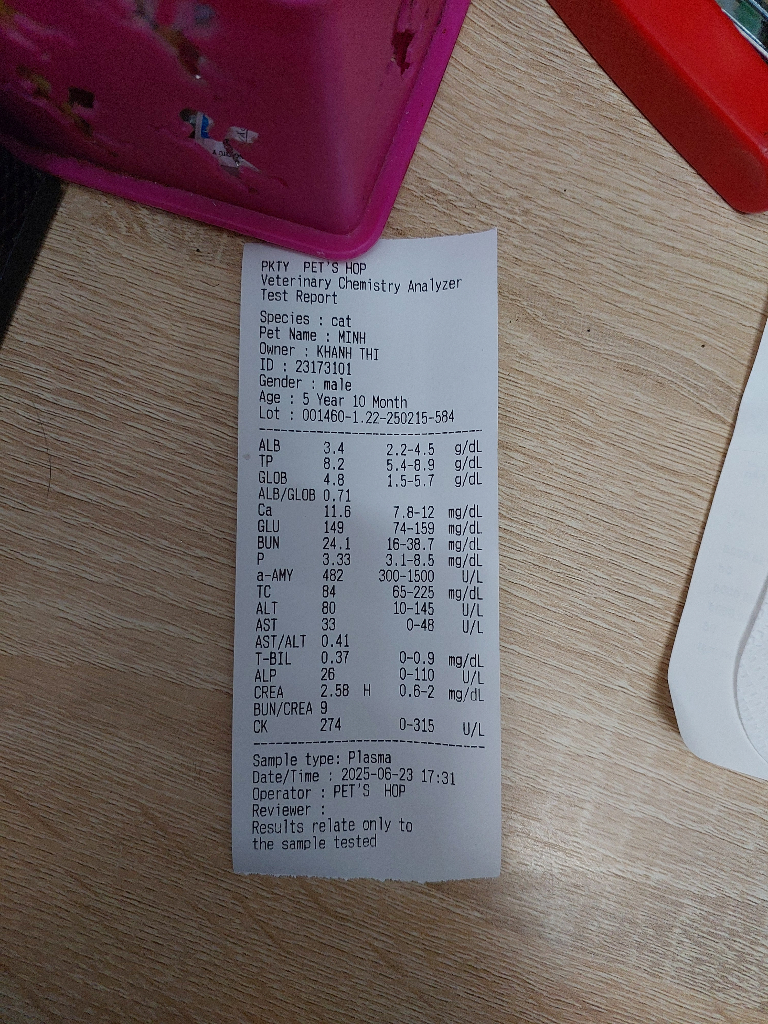 PKTY PET'S HOP
Veterinary Chemistry Analyzer
Test Report
Species : cat
Pet Name : MINH
Owner : KHANH THI
ID : 23173101
Gender : male
Age : 5 Year 10 Month
Lot : 001460-1.22-250215-584
ALB 3.4 2.2-4.5 g/dL
TP 8.2 5.4-8.9 g/dL
GLOB 4.8 1.5-5.7 g/dL
ALB/GLOB 0.71
Ca 11.6 7.8-12 mg/dL
GLU 149 74-159 mg/dL
BUN 24.1 16-38.7 mg/dL
P 3.33 3.1-8.5 mg/dL
a-AMY 482 300-1500 U/L
TC 84 65-225 mg/dL
ALT 80 10-145 U/L
AST 33 0-48 U/L
AST/ALT 0.41
T-BIL 0.37 0-0.9 mg/dL
ALP 26 0-110 U/L
CREA 2.58 H 0.6-2 mg/dL
BUN/CREA 9
CK 274 0-315 U/L
Sample type: Plasma
Date/Time : 2025-06-23 17:31
Operator : PET'S HOP
Reviewer :
Results relate only to
the sample tested